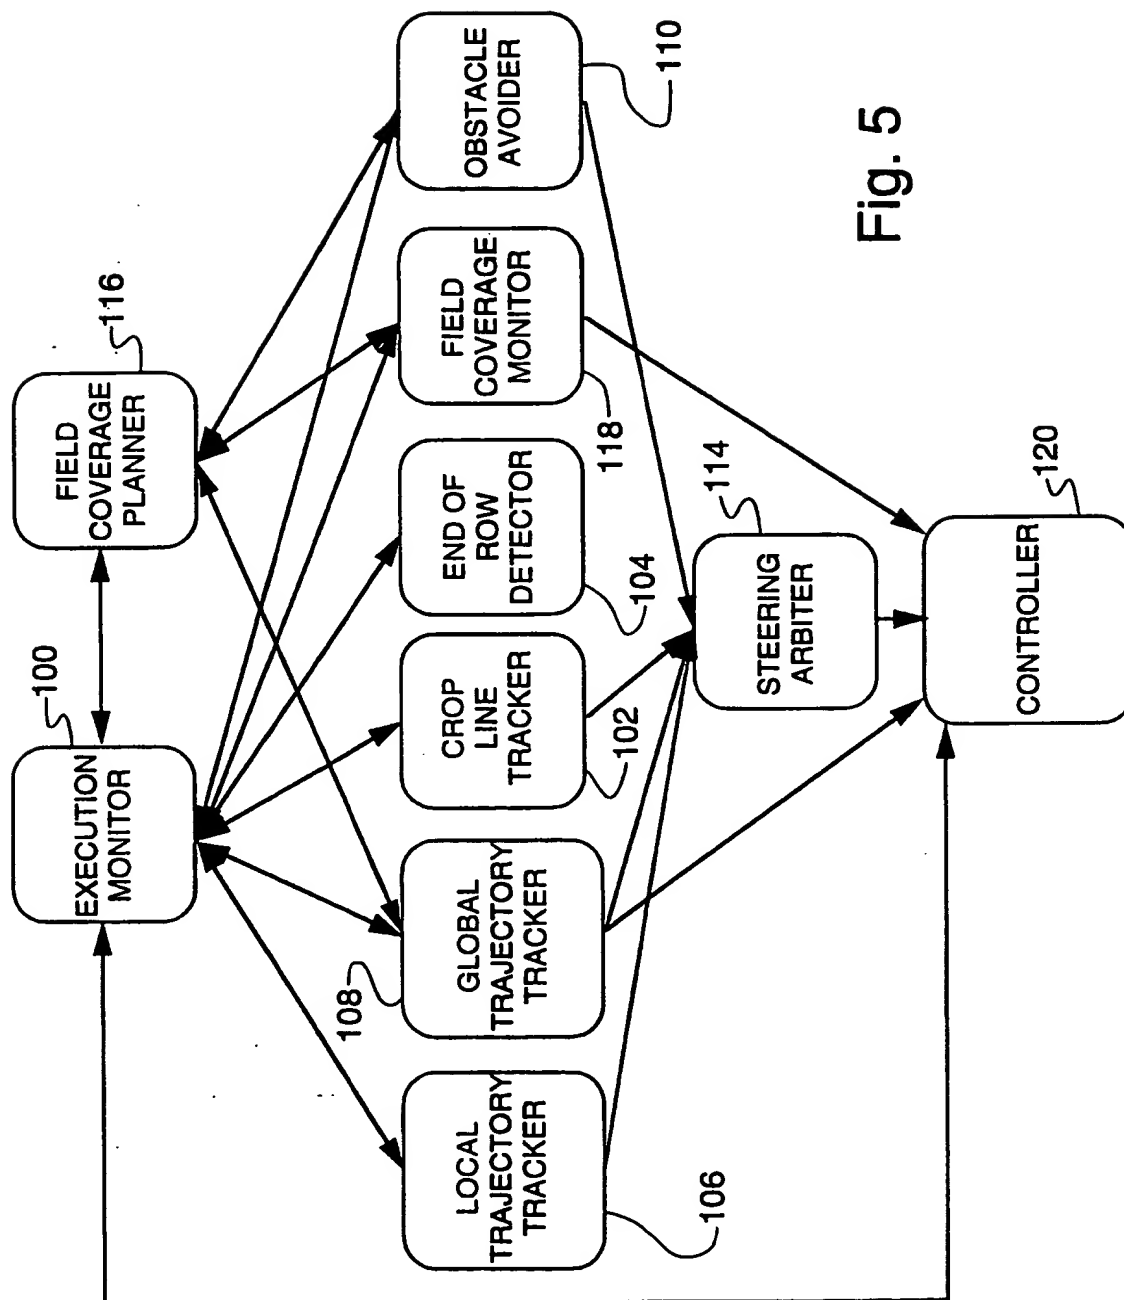 100
EXECUTION
MONITOR
116
FIELD
COVERAGE
PLANNER
LOCAL
TRAJECTORY
TRACKER
106
108
GLOBAL
TRAJECTORY
TRACKER
CROP
LINE
TRACKER
102
END OF
ROW
DETECTOR
104
FIELD
COVERAGE
MONITOR
118
OBSTACLE
AVOIDER
110
STEERING
ARBITER
114
CONTROLLER
120
Fig. 5